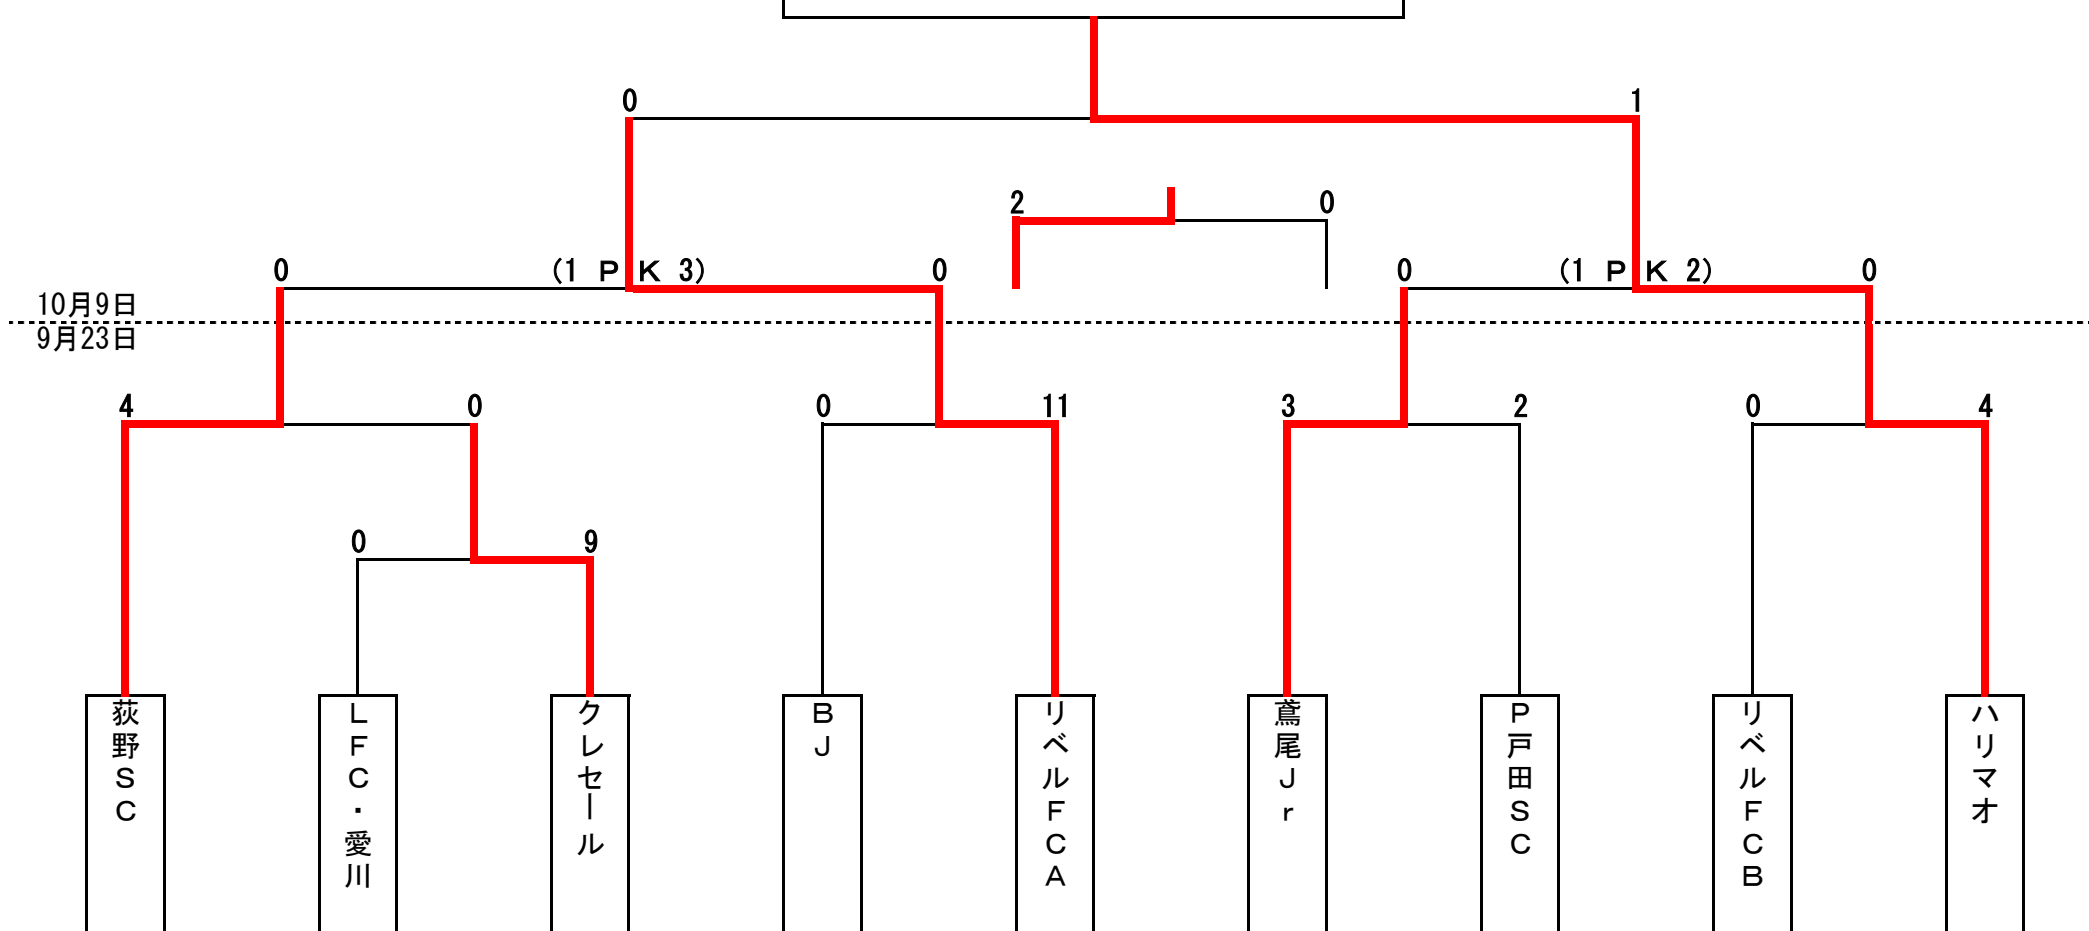 0 1
2 0
0 (1 PK 3) 0 0 (1 PK 2) 0
10月9日
9月23日
4 0 0 11 3 2 0 4
0 9
荻野SC
LFC・愛川
クレセール
BJ
リベルFCA
鳶尾Jr
P戸田SC
リベルFCB
ハリマオ